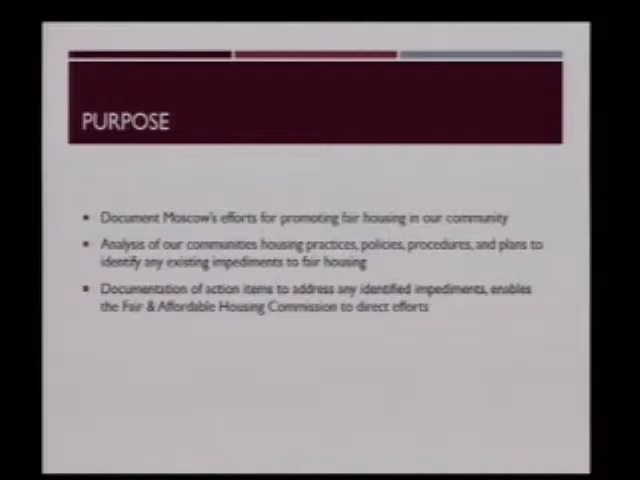 PURPOSE
Document Moscow's efforts for promoting fair housing in our community
Analysis of our communities housing practices, policies, procedures, and plans to
identify any existing impediments to fair housing
Documentation of action items to address any identified impediments, enables
the Fair & Affordable Housing Commission to direct efforts